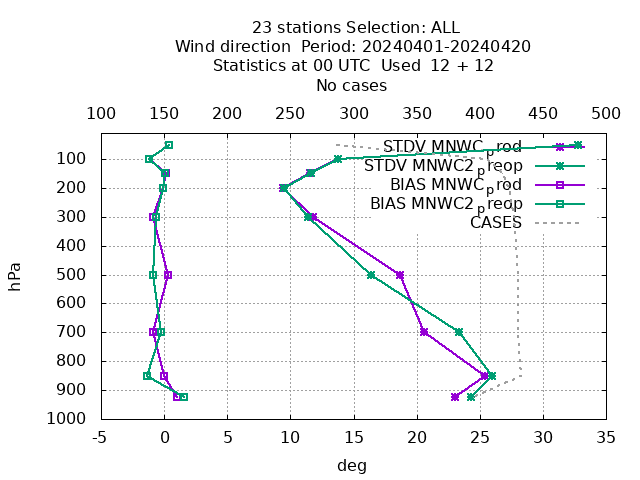 23 stations Selection: ALL
Wind direction  Period: 20240401-20240420
Statistics at 00 UTC  Used  12 + 12
No cases
100 150 200 250 300 350 400 450 500
STDV MNWC_prod
STDV MNWC2_preop
BIAS MNWC_prod
BIAS MNWC2_preop
CASES
hPa
100
200
300
400
500
600
700
800
900
1000
-5 0 5 10 15 20 25 30 35
deg